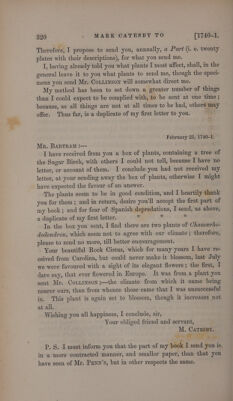 320 MARK CATESBY TO [1740-1.
Therefore, I propose to send you, annually, a Part (i. e. twenty
plates with their descriptions), for what you send me.
I, having already told you what plants I most affect, shall, in the
general leave it to you what plants to send me, though the speci-
mens you send Mr. COLLINSON will somewhat direct me.
My method has been to set down a greater number of things
than I could expect to be complied with, to be sent at one time;
because, as all things are not at all times to be had, others may
offer. Thus far, is a duplicate of my first letter to you.
February 25, 1740-1.
MR. BARTRAM :—
I have received from you a box of plants, containing a tree of
the Sugar Birch, with others I could not tell, because I have no
letter, or account of them. I conclude you had not received my
letter, at your sending away the box of plants, otherwise I might
have expected the favour of an answer.
The plants seem to be in good condition, and I heartily thank
you for them; and in return, desire you'll accept the first part of
my book; and for fear of Spanish depredations, I send, as above,
a duplicate of my first letter. * * * *
In the box you sent, I find there are two plants of Chamærho-
dodendron, which seem not to agree with our climate; therefore,
please to send no more, till better encouragement.
Your beautiful Rock Cistus, which for many years I have re-
ceived from Carolina, but could never make it blossom, last July
we were favoured with a sight of its elegant flowers; the first, I
dare say, that ever flowered in Europe. It was from a plant you
sent Mr. COLLINSON;—the climate from which it came being
nearer ours, than from whence those came that I was unsuccessful
in. This plant is again set to blossom, though it increases not
at all.
Wishing you all happiness, I conclude, sir,
Your obliged friend and servant,
M. CATESBY.
P. S. I must inform you that the part of my book I send you is
in a more contracted manner, and smaller paper, than that you
have seen of Mr. PENN's, but in other respects the same.